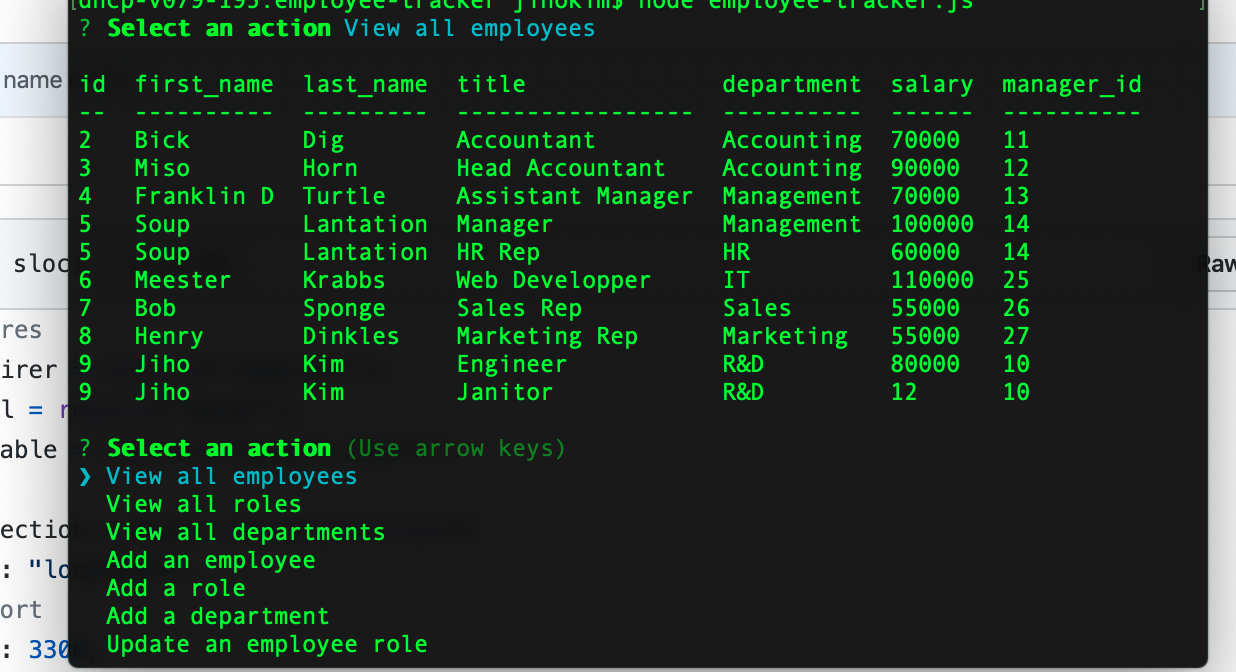 dhcp-v079-195:employee-tracker jihokim$ node employee-tracker.js
? Select an action View all employees
name
id first_name last_name title department salary manager_id
-- ---------- --------- ----------------- ---------- ------ ----------
2 Bick Dig Accountant Accounting 70000 11
3 Miso Horn Head Accountant Accounting 90000 12
4 Franklin D Turtle Assistant Manager Management 70000 13
5 Soup Lantation Manager Management 100000 14
5 Soup Lantation HR Rep HR 60000 14
sloc
Raw
6 Meester Krabbs Web Developper IT 110000 25
7 Bob Sponge Sales Rep Sales 55000 26
res
8 Henry Dinkles Marketing Rep Marketing 55000 27
irer
9 Jiho Kim Engineer R&D 80000 10
9 Jiho Kim Janitor R&D 12 10
l = r
able
? Select an action (Use arrow keys)
❯ View all employees
View all roles
ection
View all departments
Add an employee
: "lo
Add a role
ort
Add a department
: 330
Update an employee role